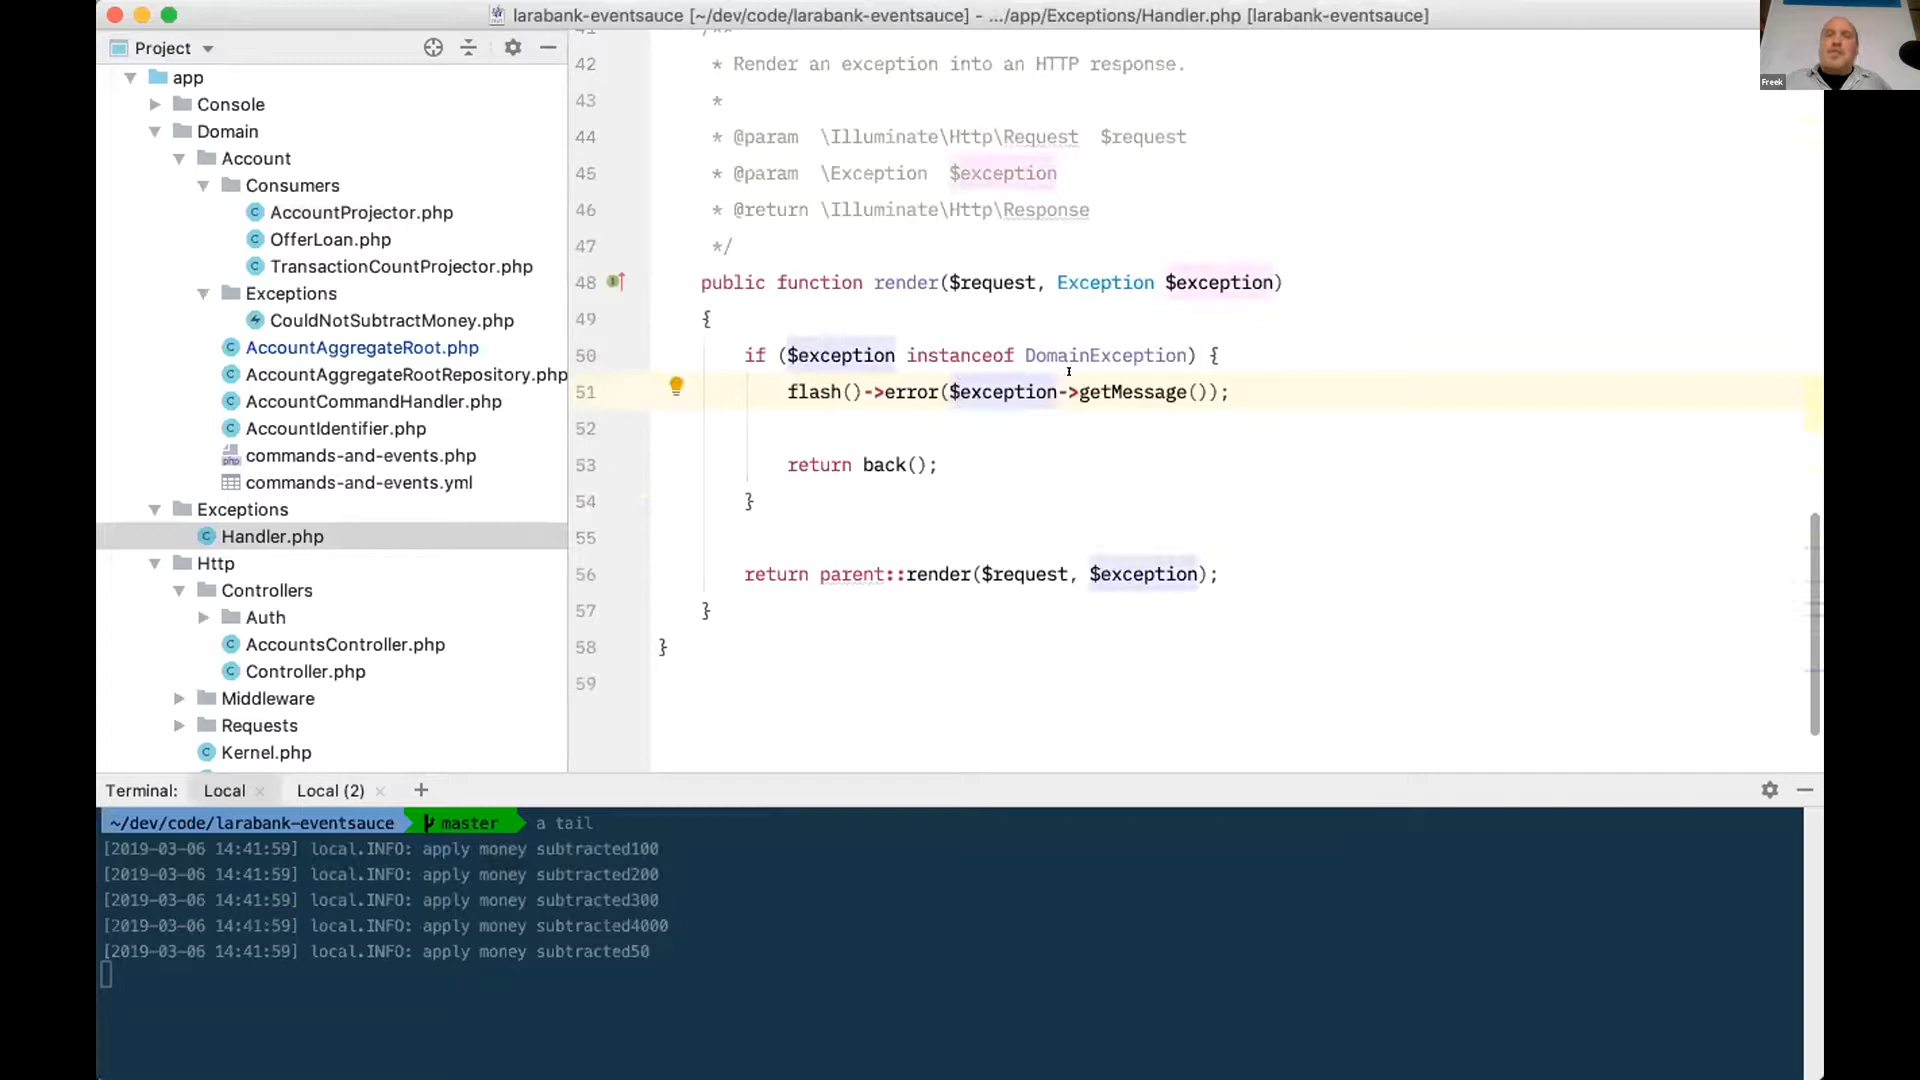 larabank-eventsauce [~/dev/code/larabank-eventsauce] - .../app/Exceptions/Handler.php [larabank-eventsauce]
Freek
Project
app
Console
Domain
Account
Consumers
AccountProjector.php
OfferLoan.php
TransactionCountProjector.php
Exceptions
CouldNotSubtractMoney.php
AccountAggregateRoot.php
AccountAggregateRootRepository.php
AccountCommandHandler.php
AccountIdentifier.php
commands-and-events.php
commands-and-events.yml
Exceptions
Handler.php
Http
Controllers
Auth
AccountsController.php
Controller.php
Middleware
Requests
Kernel.php
41 /**
42 * Render an exception into an HTTP response.
43 *
44 * @param \Illuminate\Http\Request $request
45 * @param \Exception $exception
46 * @return \Illuminate\Http\Response
47 */
48 public function render($request, Exception $exception)
49 {
50 if ($exception instanceof DomainException) {
51 flash()->error($exception->getMessage());
52
53 return back();
54 }
55
56 return parent::render($request, $exception);
57 }
58 }
59
Terminal: Local Local (2)
~/dev/code/larabank-eventsauce master a tail
[2019-03-06 14:41:59] local.INFO: apply money subtracted100
[2019-03-06 14:41:59] local.INFO: apply money subtracted200
[2019-03-06 14:41:59] local.INFO: apply money subtracted300
[2019-03-06 14:41:59] local.INFO: apply money subtracted4000
[2019-03-06 14:41:59] local.INFO: apply money subtracted50